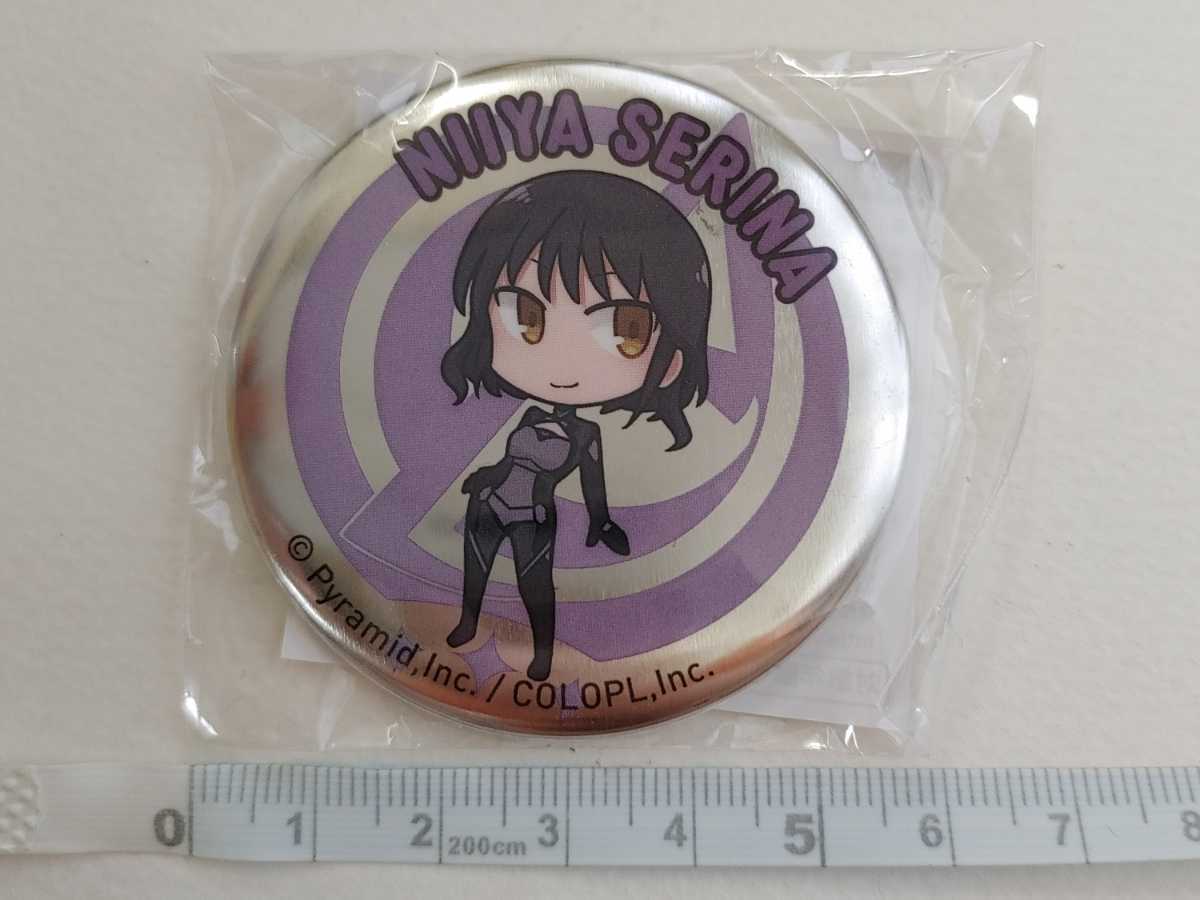 NIIYA SERINA
© Pyramid,Inc. / COLOPL,Inc.
0 1 2 200cm 3 4 5 6 7 8